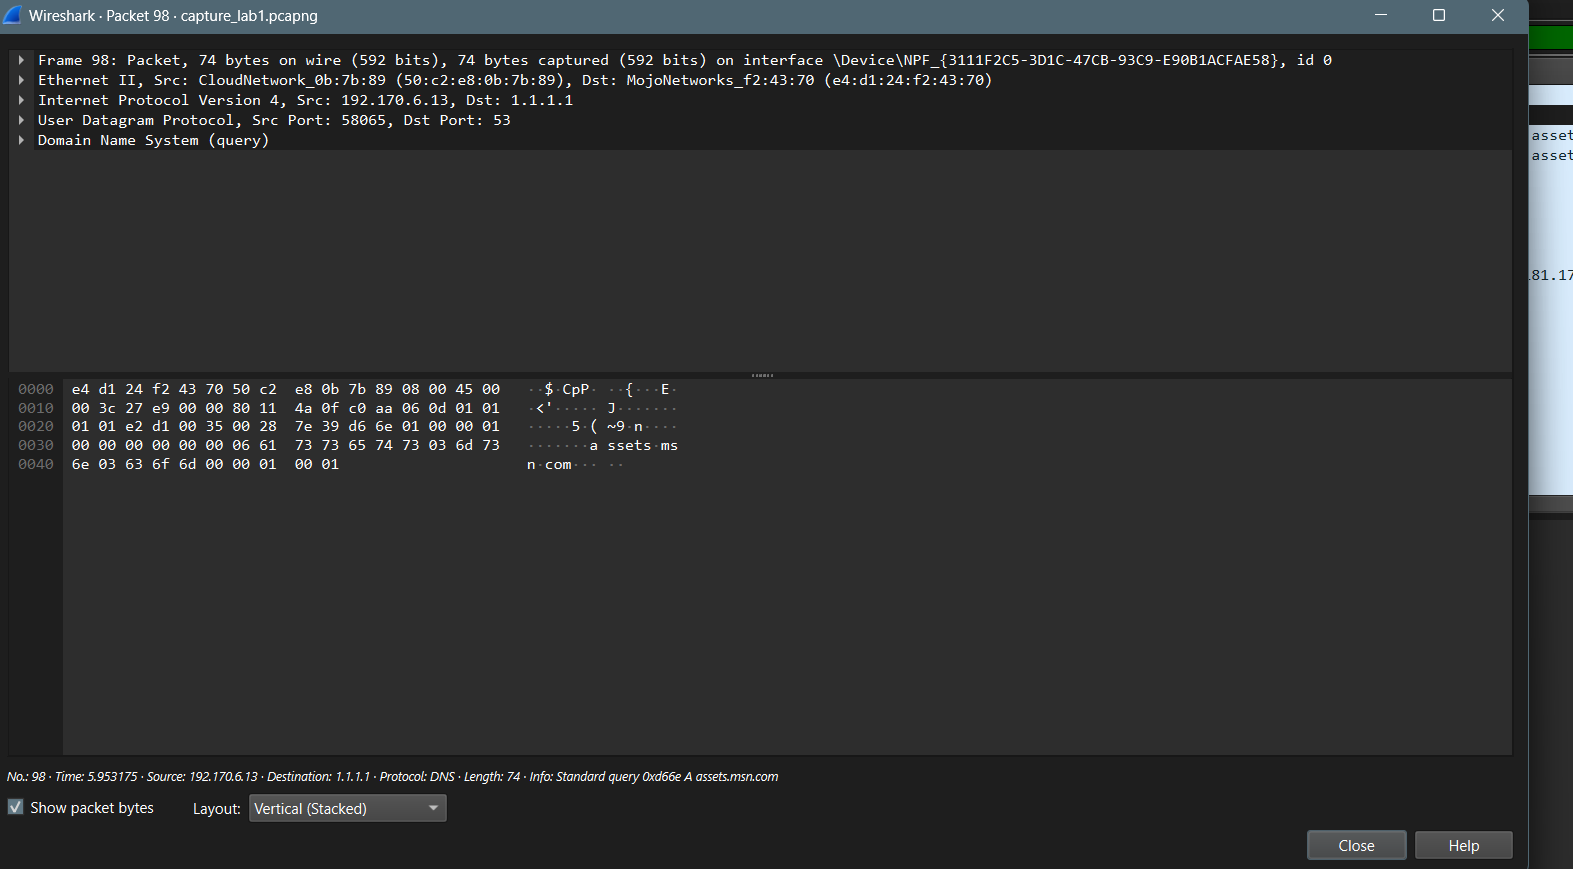 Wireshark · Packet 98 · capture_lab1.pcapng
Frame 98: Packet, 74 bytes on wire (592 bits), 74 bytes captured (592 bits) on interface \Device\NPF_{3111F2C5-3D1C-47CB-93C9-E90B1ACFAE58}, id 0
Ethernet II, Src: CloudNetwork_0b:7b:89 (50:c2:e8:0b:7b:89), Dst: MojoNetworks_f2:43:70 (e4:d1:24:f2:43:70)
Internet Protocol Version 4, Src: 192.170.6.13, Dst: 1.1.1.1
User Datagram Protocol, Src Port: 58065, Dst Port: 53
Domain Name System (query)
asset
asset
.81.17
0000 e4 d1 24 f2 43 70 50 c2 e8 0b 7b 89 08 00 45 00 ··$·CpP· ··{···E·
0010 00 3c 27 e9 00 00 80 11 4a 0f c0 aa 06 0d 01 01 ·<'····· J·······
0020 01 01 e2 d1 00 35 00 28 7e 39 d6 6e 01 00 00 01 ·····5·( ~9·n····
0030 00 00 00 00 00 00 06 61 73 73 65 74 73 03 6d 73 ·······a ssets·ms
0040 6e 03 63 6f 6d 00 00 01 00 01 n·com··· ··
No.: 98 · Time: 5.953175 · Source: 192.170.6.13 · Destination: 1.1.1.1 · Protocol: DNS · Length: 74 · Info: Standard query 0xd66e A assets.msn.com
Show packet bytes Layout: Vertical (Stacked)
Close Help